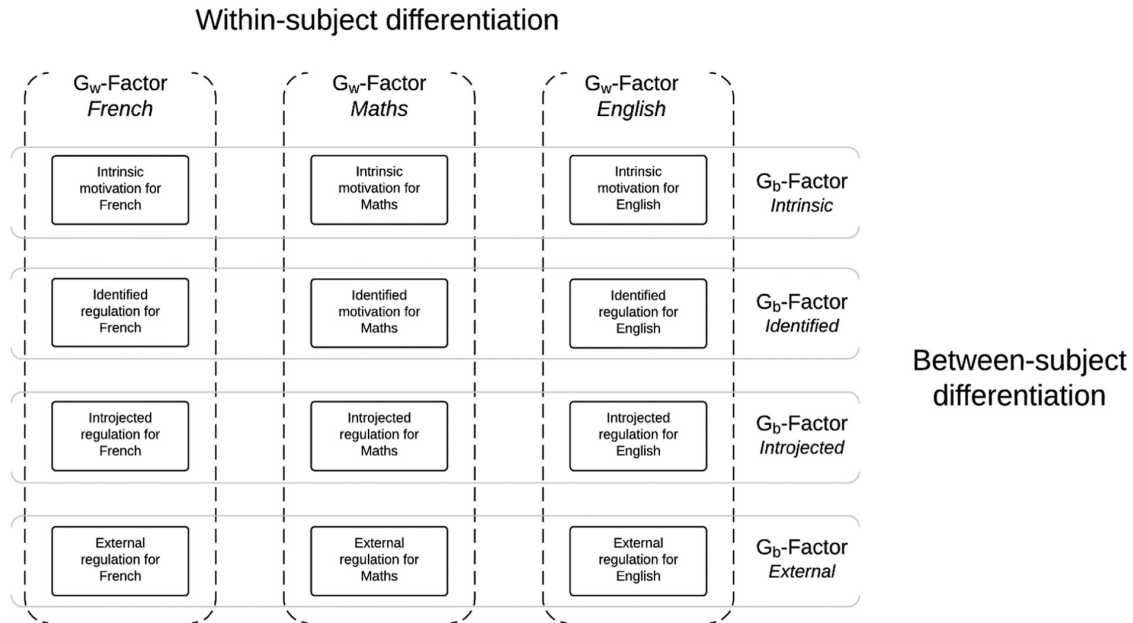 Within-subject differentiation
Gw-Factor
French
Gw-Factor
Maths
Gw-Factor
English
Intrinsic
motivation for
French
Intrinsic
motivation for
Maths
Intrinsic
motivation for
English
Gb-Factor
Intrinsic
Identified
regulation for
French
Identified
motivation for
Maths
Identified
regulation for
English
Gb-Factor
Identified
Between-subject
differentiation
Introjected
regulation for
French
Introjected
regulation for
Maths
Introjected
regulation for
English
Gb-Factor
Introjected
External
regulation for
French
External
regulation for
Maths
External
regulation for
English
Gb-Factor
External